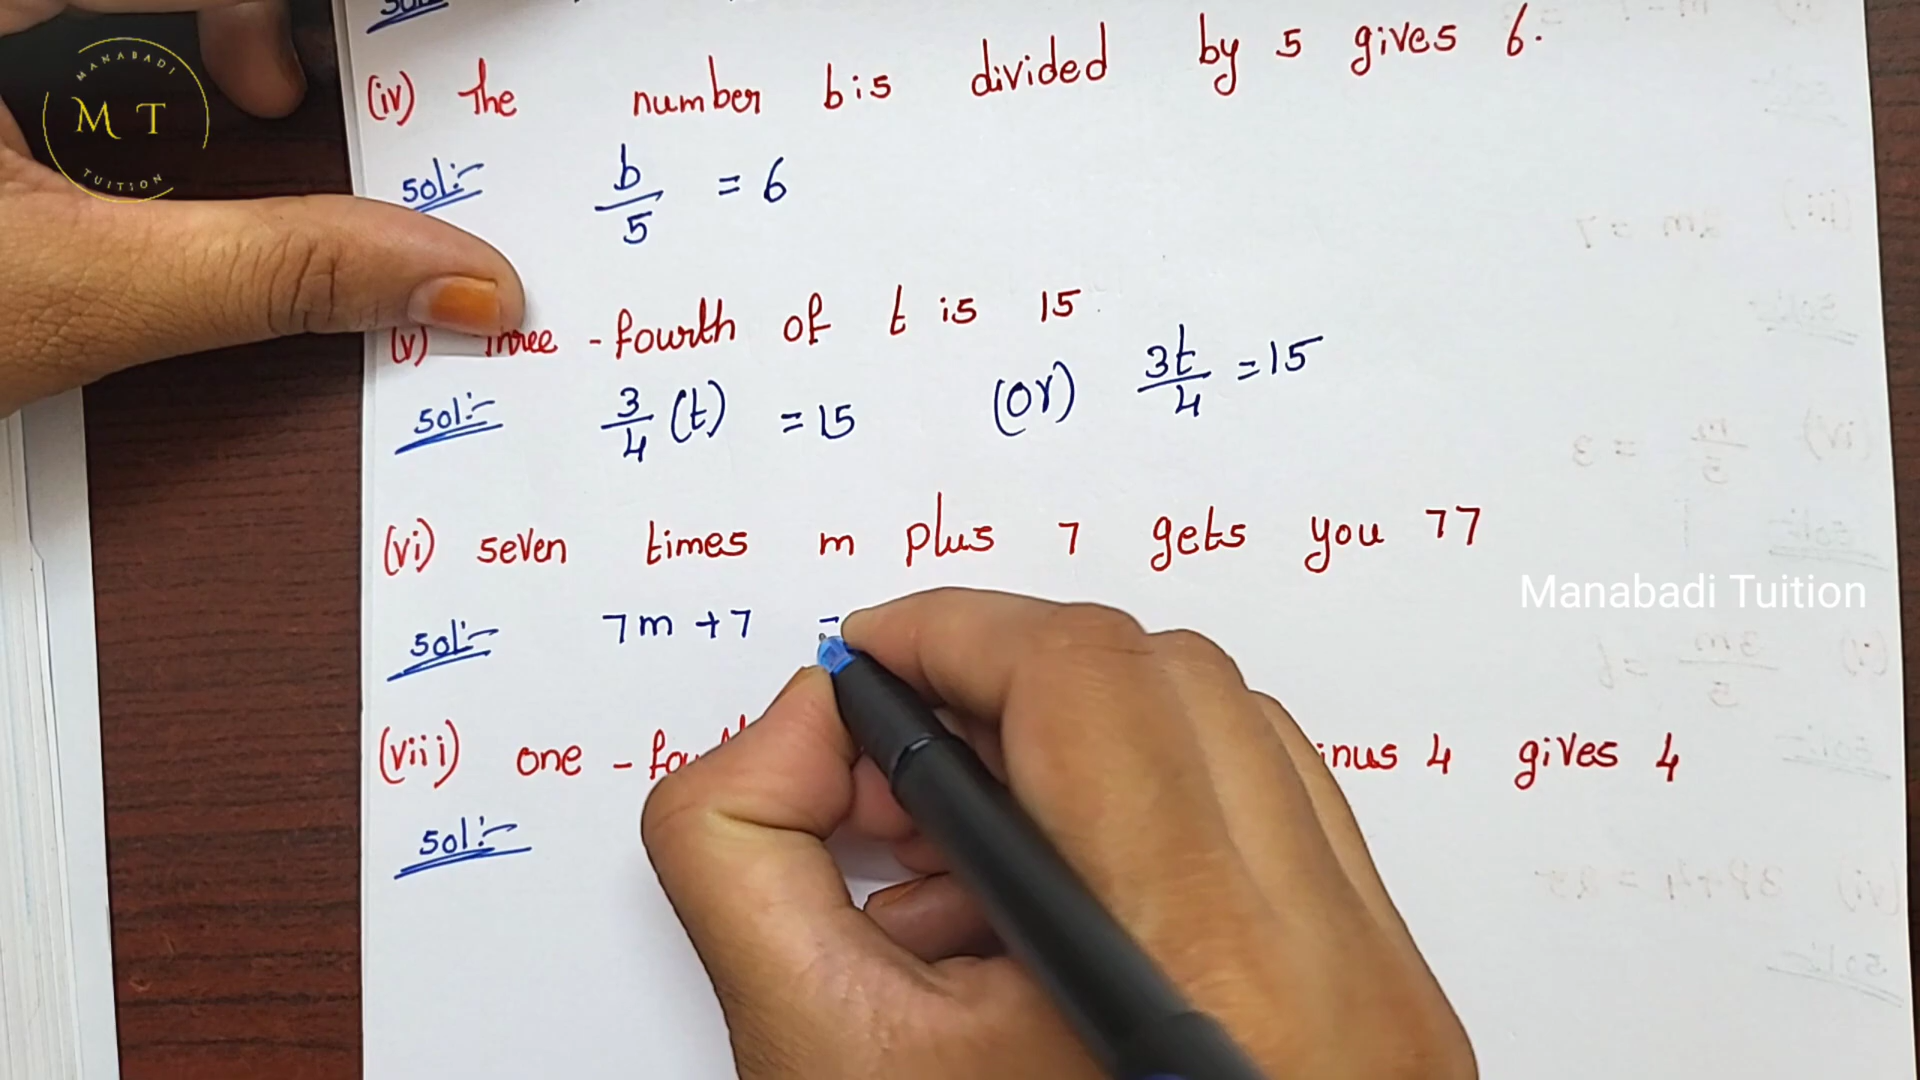 MANABADI
M T
TUITION
(iv) The number b is divided by 5 gives 6.
Sol:- b/5 = 6
(v) Three - fourth of t is 15.
Sol:- 3/4 (t) = 15 (or) 3t/4 = 15
(vi) seven times m plus 7 gets you 77
Manabadi Tuition
Sol:- 7m + 7
(viii) one - 4 gives 4
Sol:-